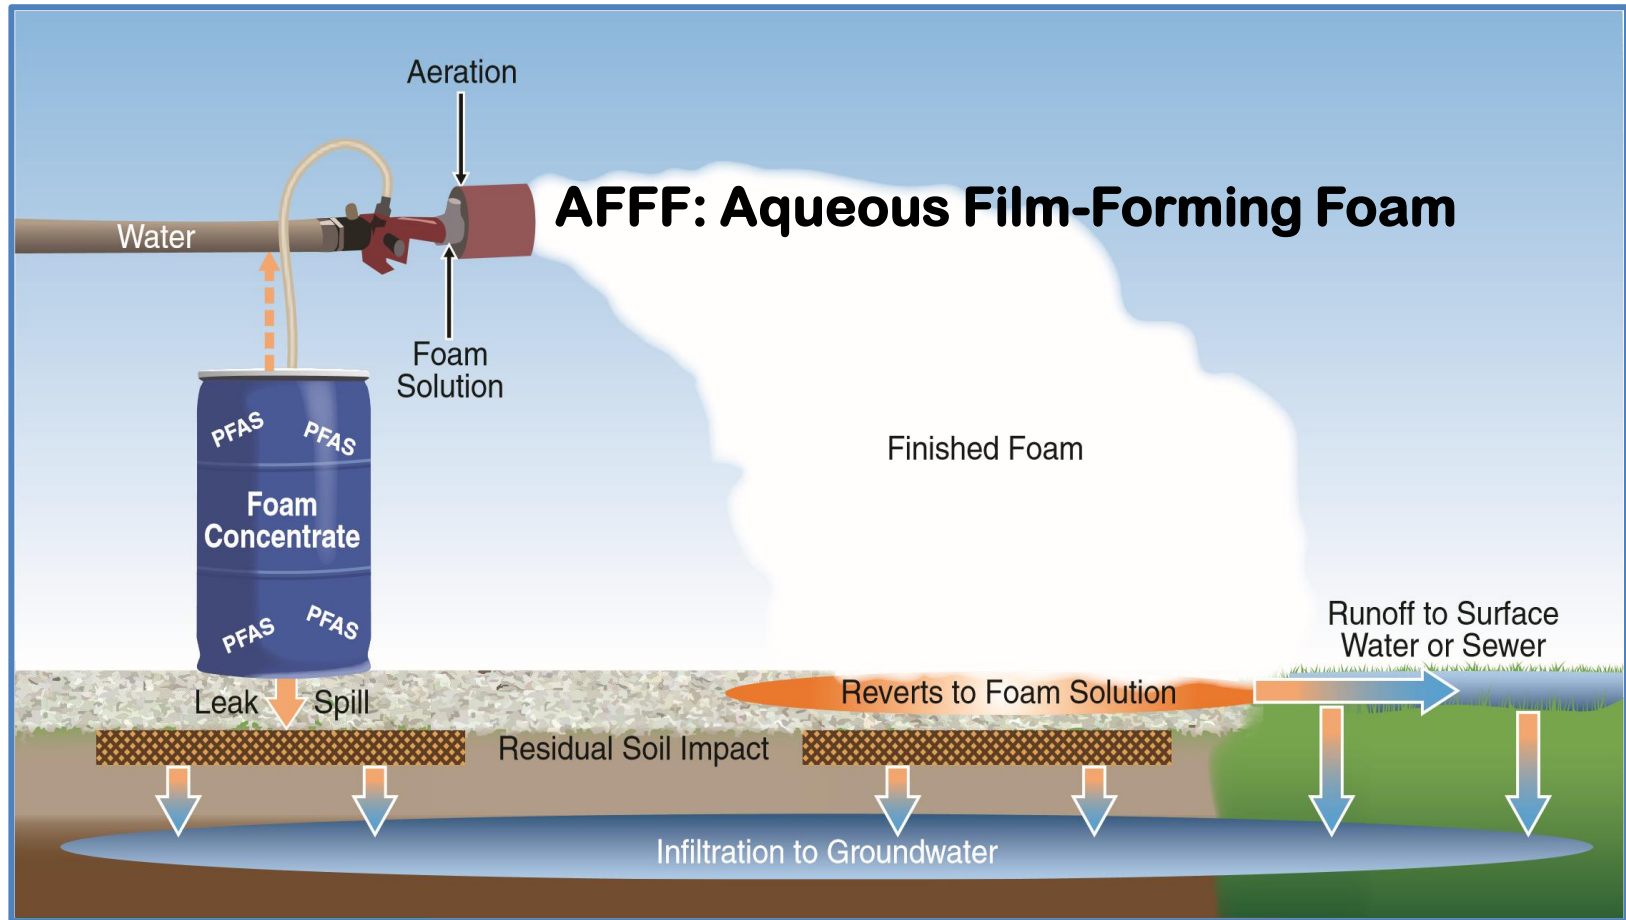 Aeration
AFFF: Aqueous Film-Forming Foam
Water
Foam
Solution
PFAS
PFAS
Foam
Concentrate
PFAS
PFAS
Finished Foam
Runoff to Surface
Water or Sewer
Leak
Spill
Reverts to Foam Solution
Residual Soil Impact
Infiltration to Groundwater